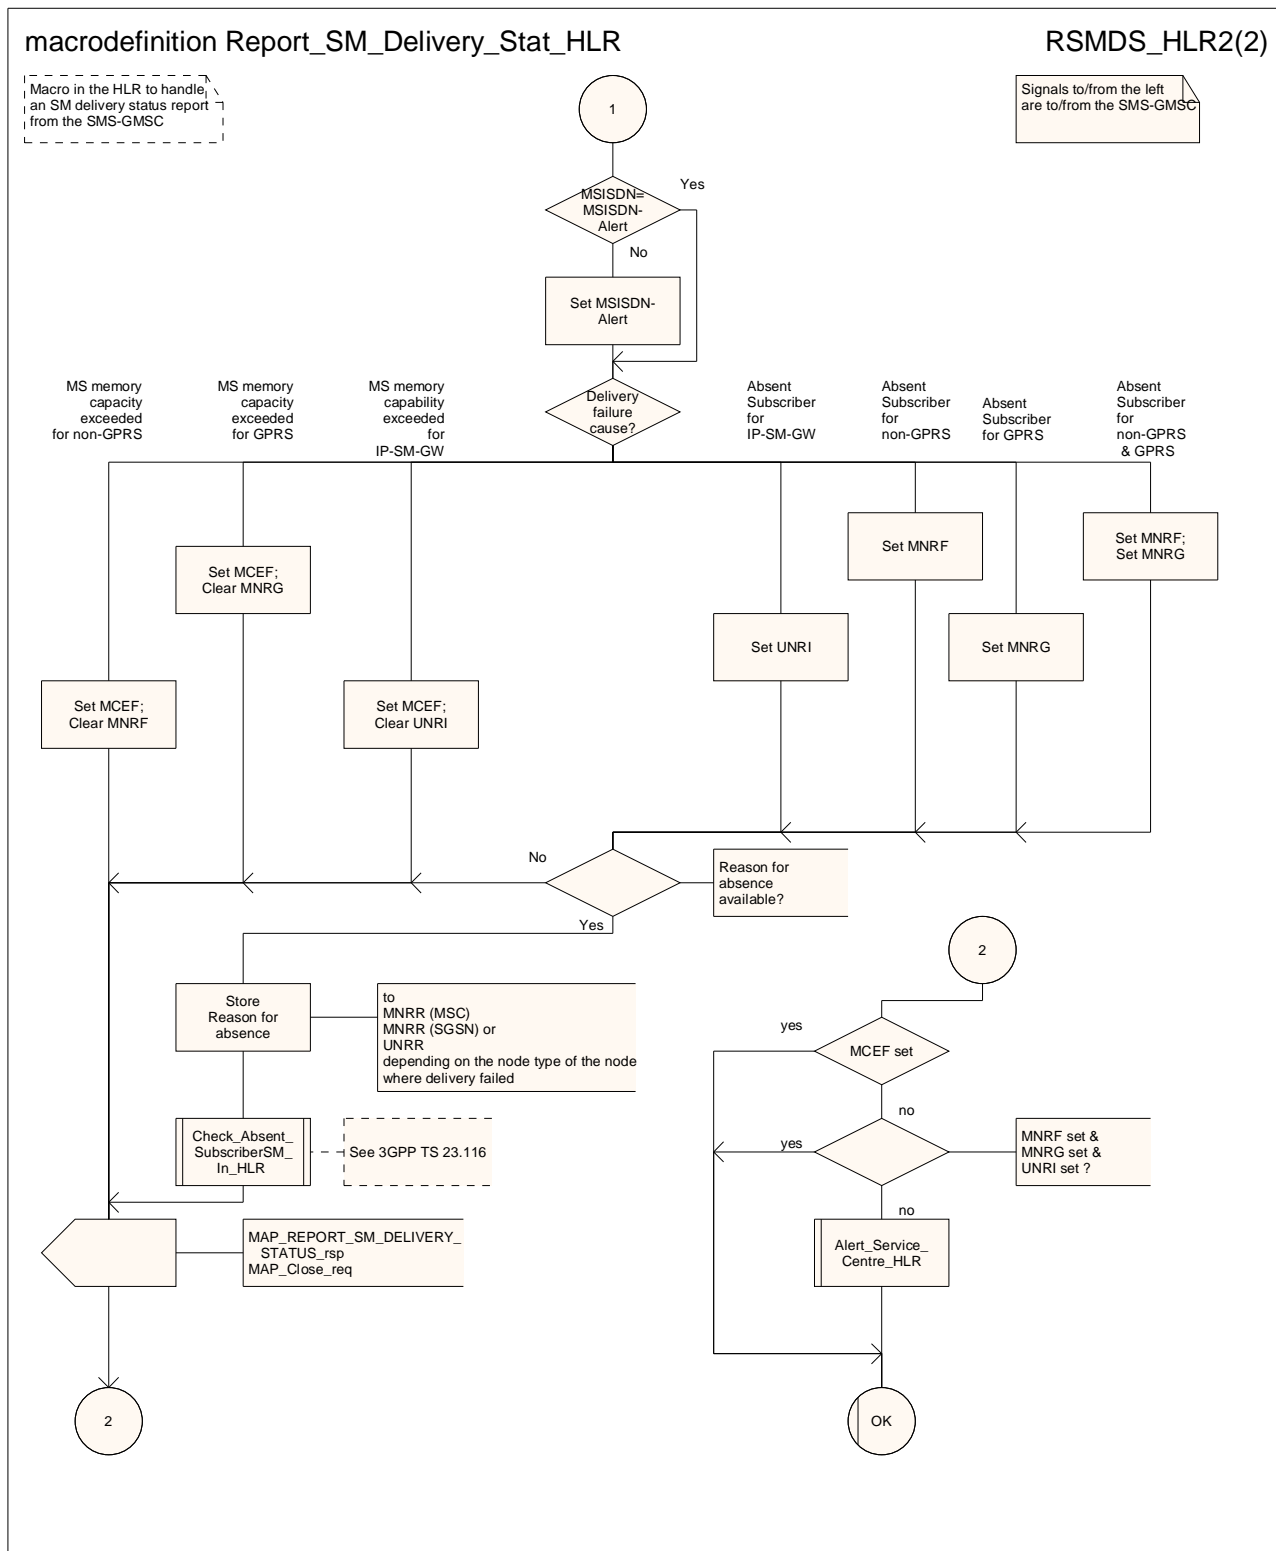 macrodefinition Report_SM_Delivery_Stat_HLR
RSMDS_HLR2(2)
Macro in the HLR to handle
an SM delivery status report
from the SMS-GMSC
Signals to/from the left
are to/from the SMS-GMSC
1
MSISDN=
MSISDN-
Alert
Yes
No
Set MSISDN-
Alert
MS memory
capacity
exceeded
for non-GPRS
MS memory
capacity
exceeded
for GPRS
MS memory
capability
exceeded
for
IP-SM-GW
Delivery
failure
cause?
Absent
Subscriber
for
IP-SM-GW
Absent
Subscriber
for
non-GPRS
Absent
Subscriber
for GPRS
Absent
Subscriber
for
non-GPRS
& GPRS
Set MCEF;
Clear MNRG
Set MNRF
Set MNRF;
Set MNRG
Set UNRI
Set MNRG
Set MCEF;
Clear MNRF
Set MCEF;
Clear UNRI
No
Reason for
absence
available?
Yes
Store
Reason for
absence
to
MNRR (MSC)
MNRR (SGSN) or
UNRR
depending on the node type of the node
where delivery failed
Check_Absent_
SubscriberSM_
In_HLR
See 3GPP TS 23.116
MAP_REPORT_SM_DELIVERY_
STATUS_rsp
MAP_Close_req
2
2
yes
MCEF set
no
yes
MNRF set &
MNRG set &
UNRI set ?
no
Alert_Service_
Centre_HLR
OK